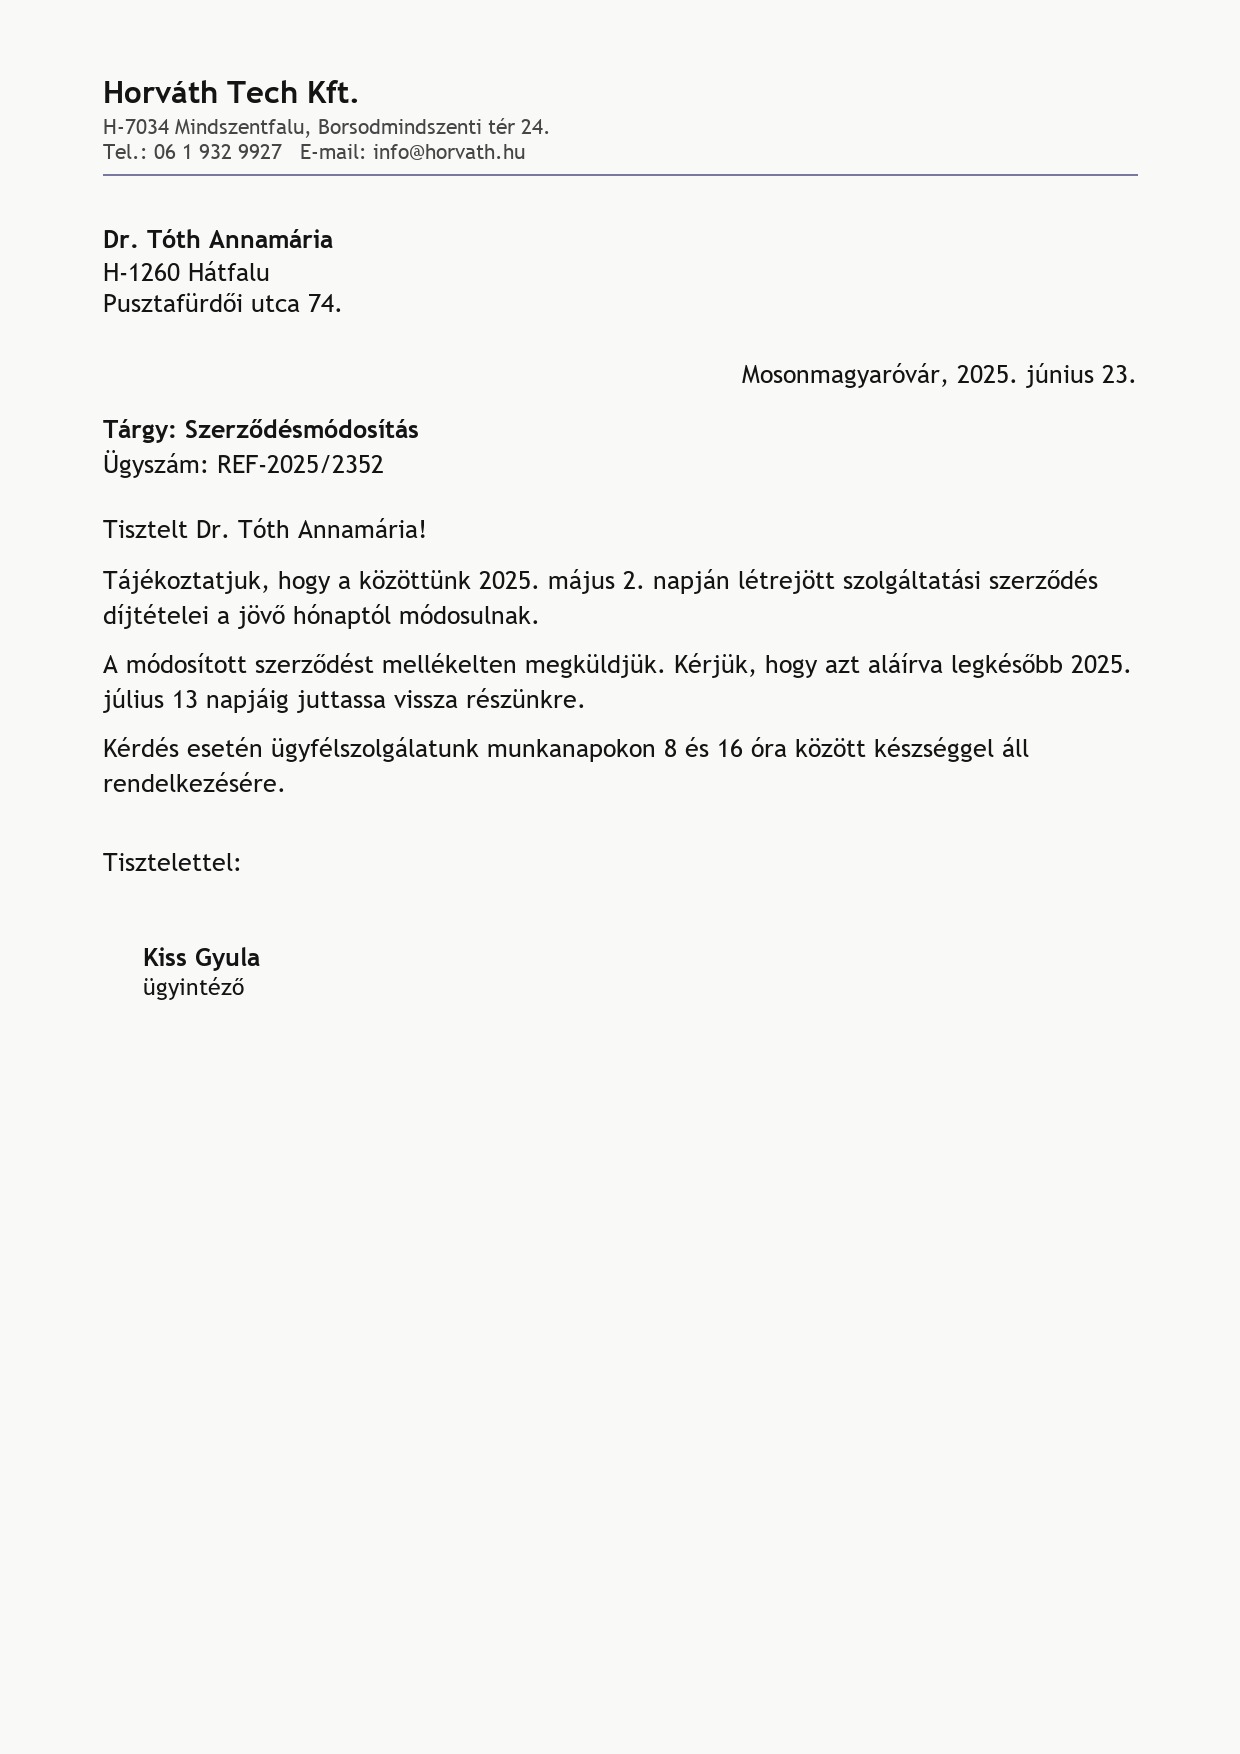 Horváth Tech Kft.
H-7034 Mindszentfalu, Borsodmindszenti tér 24.
Tel.: 06 1 932 9927 E-mail: info@horvath.hu
Dr. Tóth Annamária
H-1260 Hátfalu
Pusztafürdői utca 74.
Mosonmagyaróvár, 2025. június 23.
Tárgy: Szerződésmódosítás
Ügyszám: REF-2025/2352
Tisztelt Dr. Tóth Annamária!
Tájékoztatjuk, hogy a közöttünk 2025. május 2. napján létrejött szolgáltatási szerződés
díjtételei a jövő hónaptól módosulnak.
A módosított szerződést mellékelten megküldjük. Kérjük, hogy azt aláírva legkésőbb 2025.
július 13 napjáig juttassa vissza részünkre.
Kérdés esetén ügyfélszolgálatunk munkanapokon 8 és 16 óra között készséggel áll
rendelkezésére.
Tisztelettel:
Kiss Gyula
ügyintéző